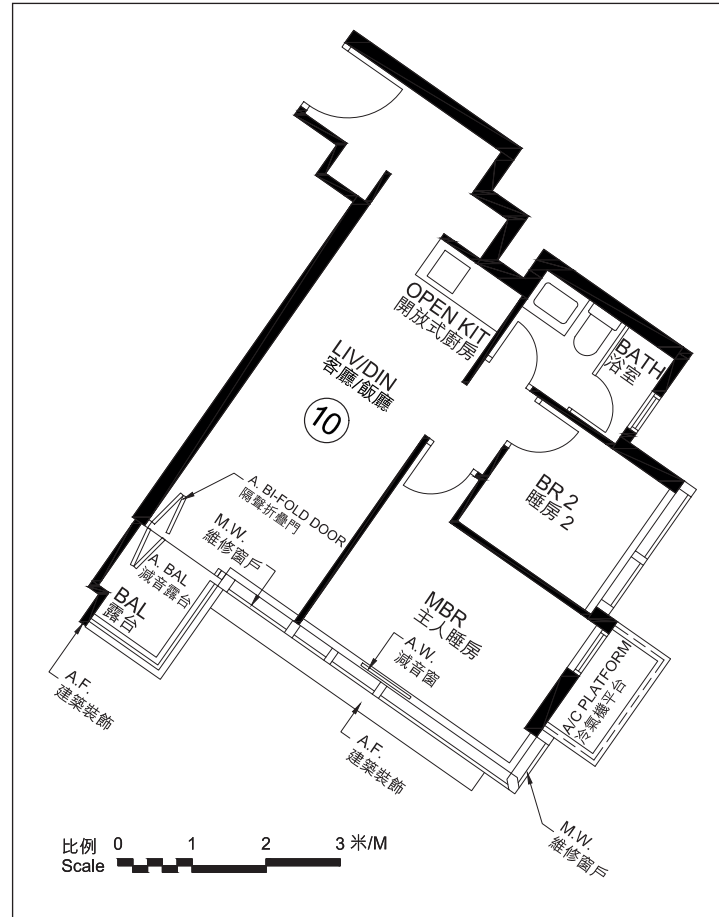 OPEN KIT
開放式廚房
BATH
浴室
LIV/DIN
客廳/飯廳
10
BR 2
睡房 2
A. BI-FOLD DOOR
隔聲折疊門
M.W.
維修窗戶
A. BAL
減音露台
BAL
露台
MBR
主人睡房
A.W.
減音窗
A/C PLATFORM
冷氣機平台
A.F.
建築裝飾
A.F.
建築裝飾
M.W.
維修窗戶
比例 0 1 2 3 米/M
Scale